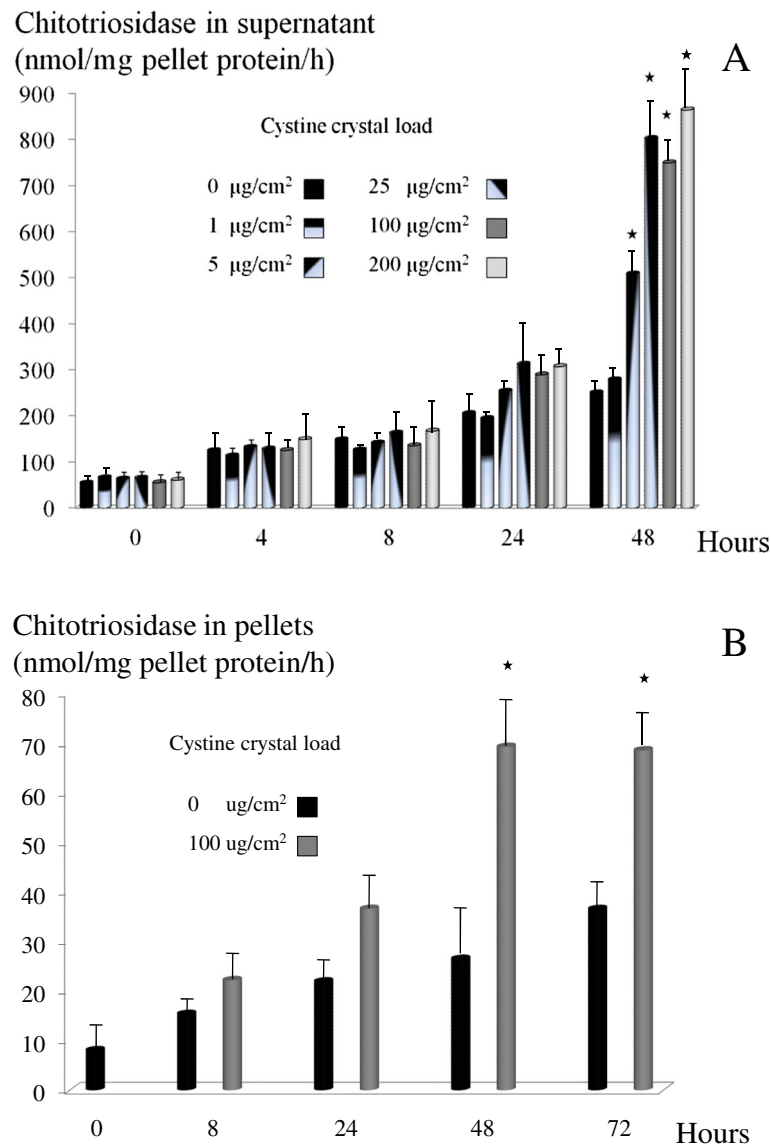 Chitotriosidase in supernatant
(nmol/mg pellet protein/h)
A
900
800
700
600
500
400
300
200
100
0
Cystine crystal load
0 μg/cm²
25 μg/cm²
1 μg/cm²
100 μg/cm²
5 μg/cm²
200 μg/cm²
0 4 8 24 48 Hours
Chitotriosidase in pellets
(nmol/mg pellet protein/h)
B
80
70
60
50
40
30
20
10
0
Cystine crystal load
0 ug/cm²
100 ug/cm²
0 8 24 48 72 Hours